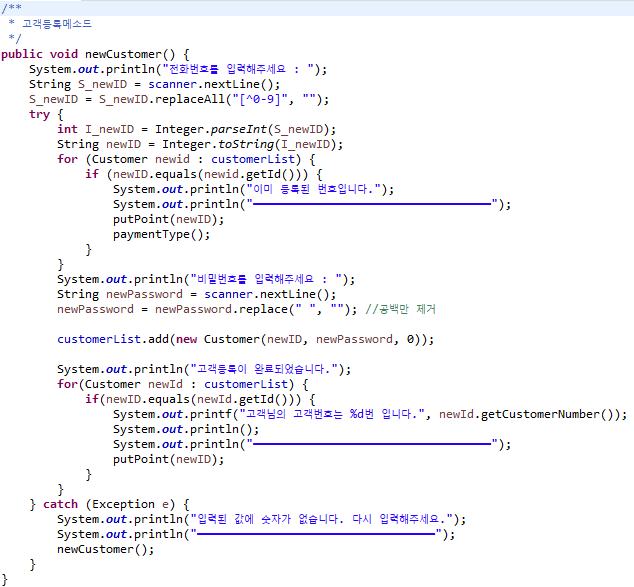 /**
 * 고객등록메소드
 */
public void newCustomer() {
    System.out.println("전화번호를 입력해주세요 : ");
    String S_newID = scanner.nextLine();
    S_newID = S_newID.replaceAll("[^0-9]", "");
    try {
        int I_newID = Integer.parseInt(S_newID);
        String newID = Integer.toString(I_newID);
        for (Customer newid : customerList) {
            if (newID.equals(newid.getId())) {
                System.out.println("이미 등록된 번호입니다.");
                System.out.println("━━━━━━━━━━━━━━━━━━━━━━━━━━━━━━━━━━");
                putPoint(newID);
                paymentType();
            }
        }
        System.out.println("비밀번호를 입력해주세요 : ");
        String newPassword = scanner.nextLine();
        newPassword = newPassword.replace(" ", ""); //공백만 제거

        customerList.add(new Customer(newID, newPassword, 0));

        System.out.println("고객등록이 완료되었습니다.");
        for(Customer newId : customerList) {
            if(newID.equals(newId.getId())) {
                System.out.printf("고객님의 고객번호는 %d번 입니다.", newId.getCustomerNumber());
                System.out.println();
                System.out.println("━━━━━━━━━━━━━━━━━━━━━━━━━━━━━━━━━━");
                putPoint(newID);
            }
        }
    } catch (Exception e) {
        System.out.println("입력된 값에 숫자가 없습니다. 다시 입력해주세요.");
        System.out.println("━━━━━━━━━━━━━━━━━━━━━━━━━━━━━━━━━━");
        newCustomer();
    }
}